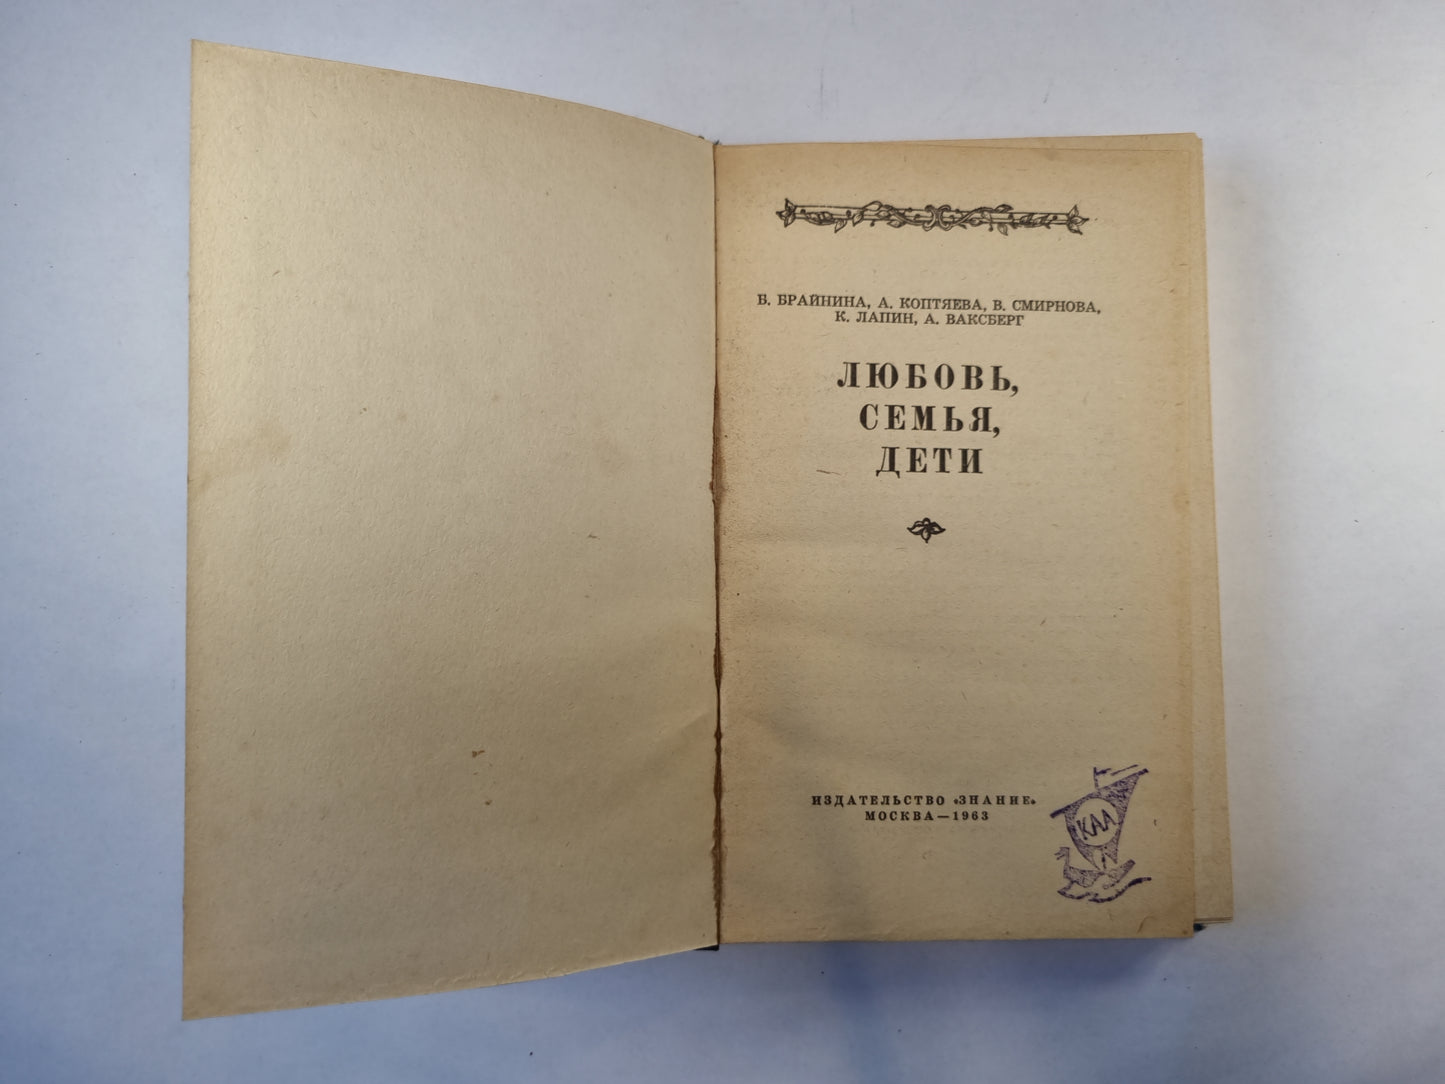 Б. БРАЙНИНА, А. КОПТЯЕВА, В. СМИРНОВА,
К. ЛАПИН, А. ВАКСБЕРГ
ЛЮБОВЬ,
СЕМЬЯ,
ДЕТИ
ИЗДАТЕЛЬСТВО «ЗНАНИЕ»
МОСКВА — 1963
КАА